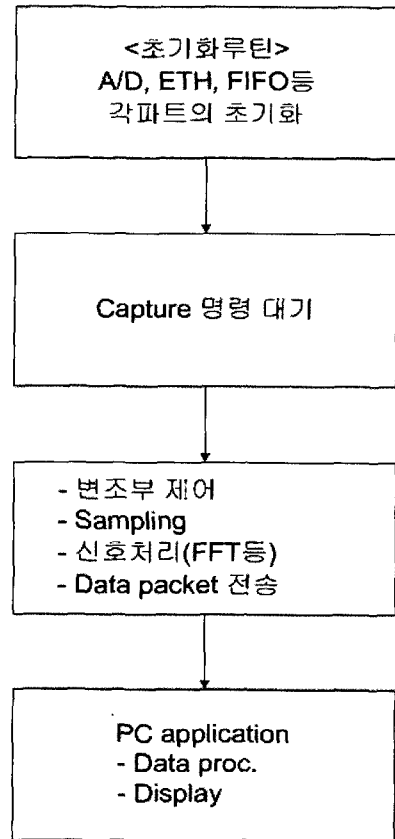 <초기화루틴>
A/D, ETH, FIFO등
각파트의 초기화
Capture 명령 대기
- 변조부 제어
- Sampling
- 신호처리(FFT등)
- Data packet 전송
PC application
- Data proc.
- Display